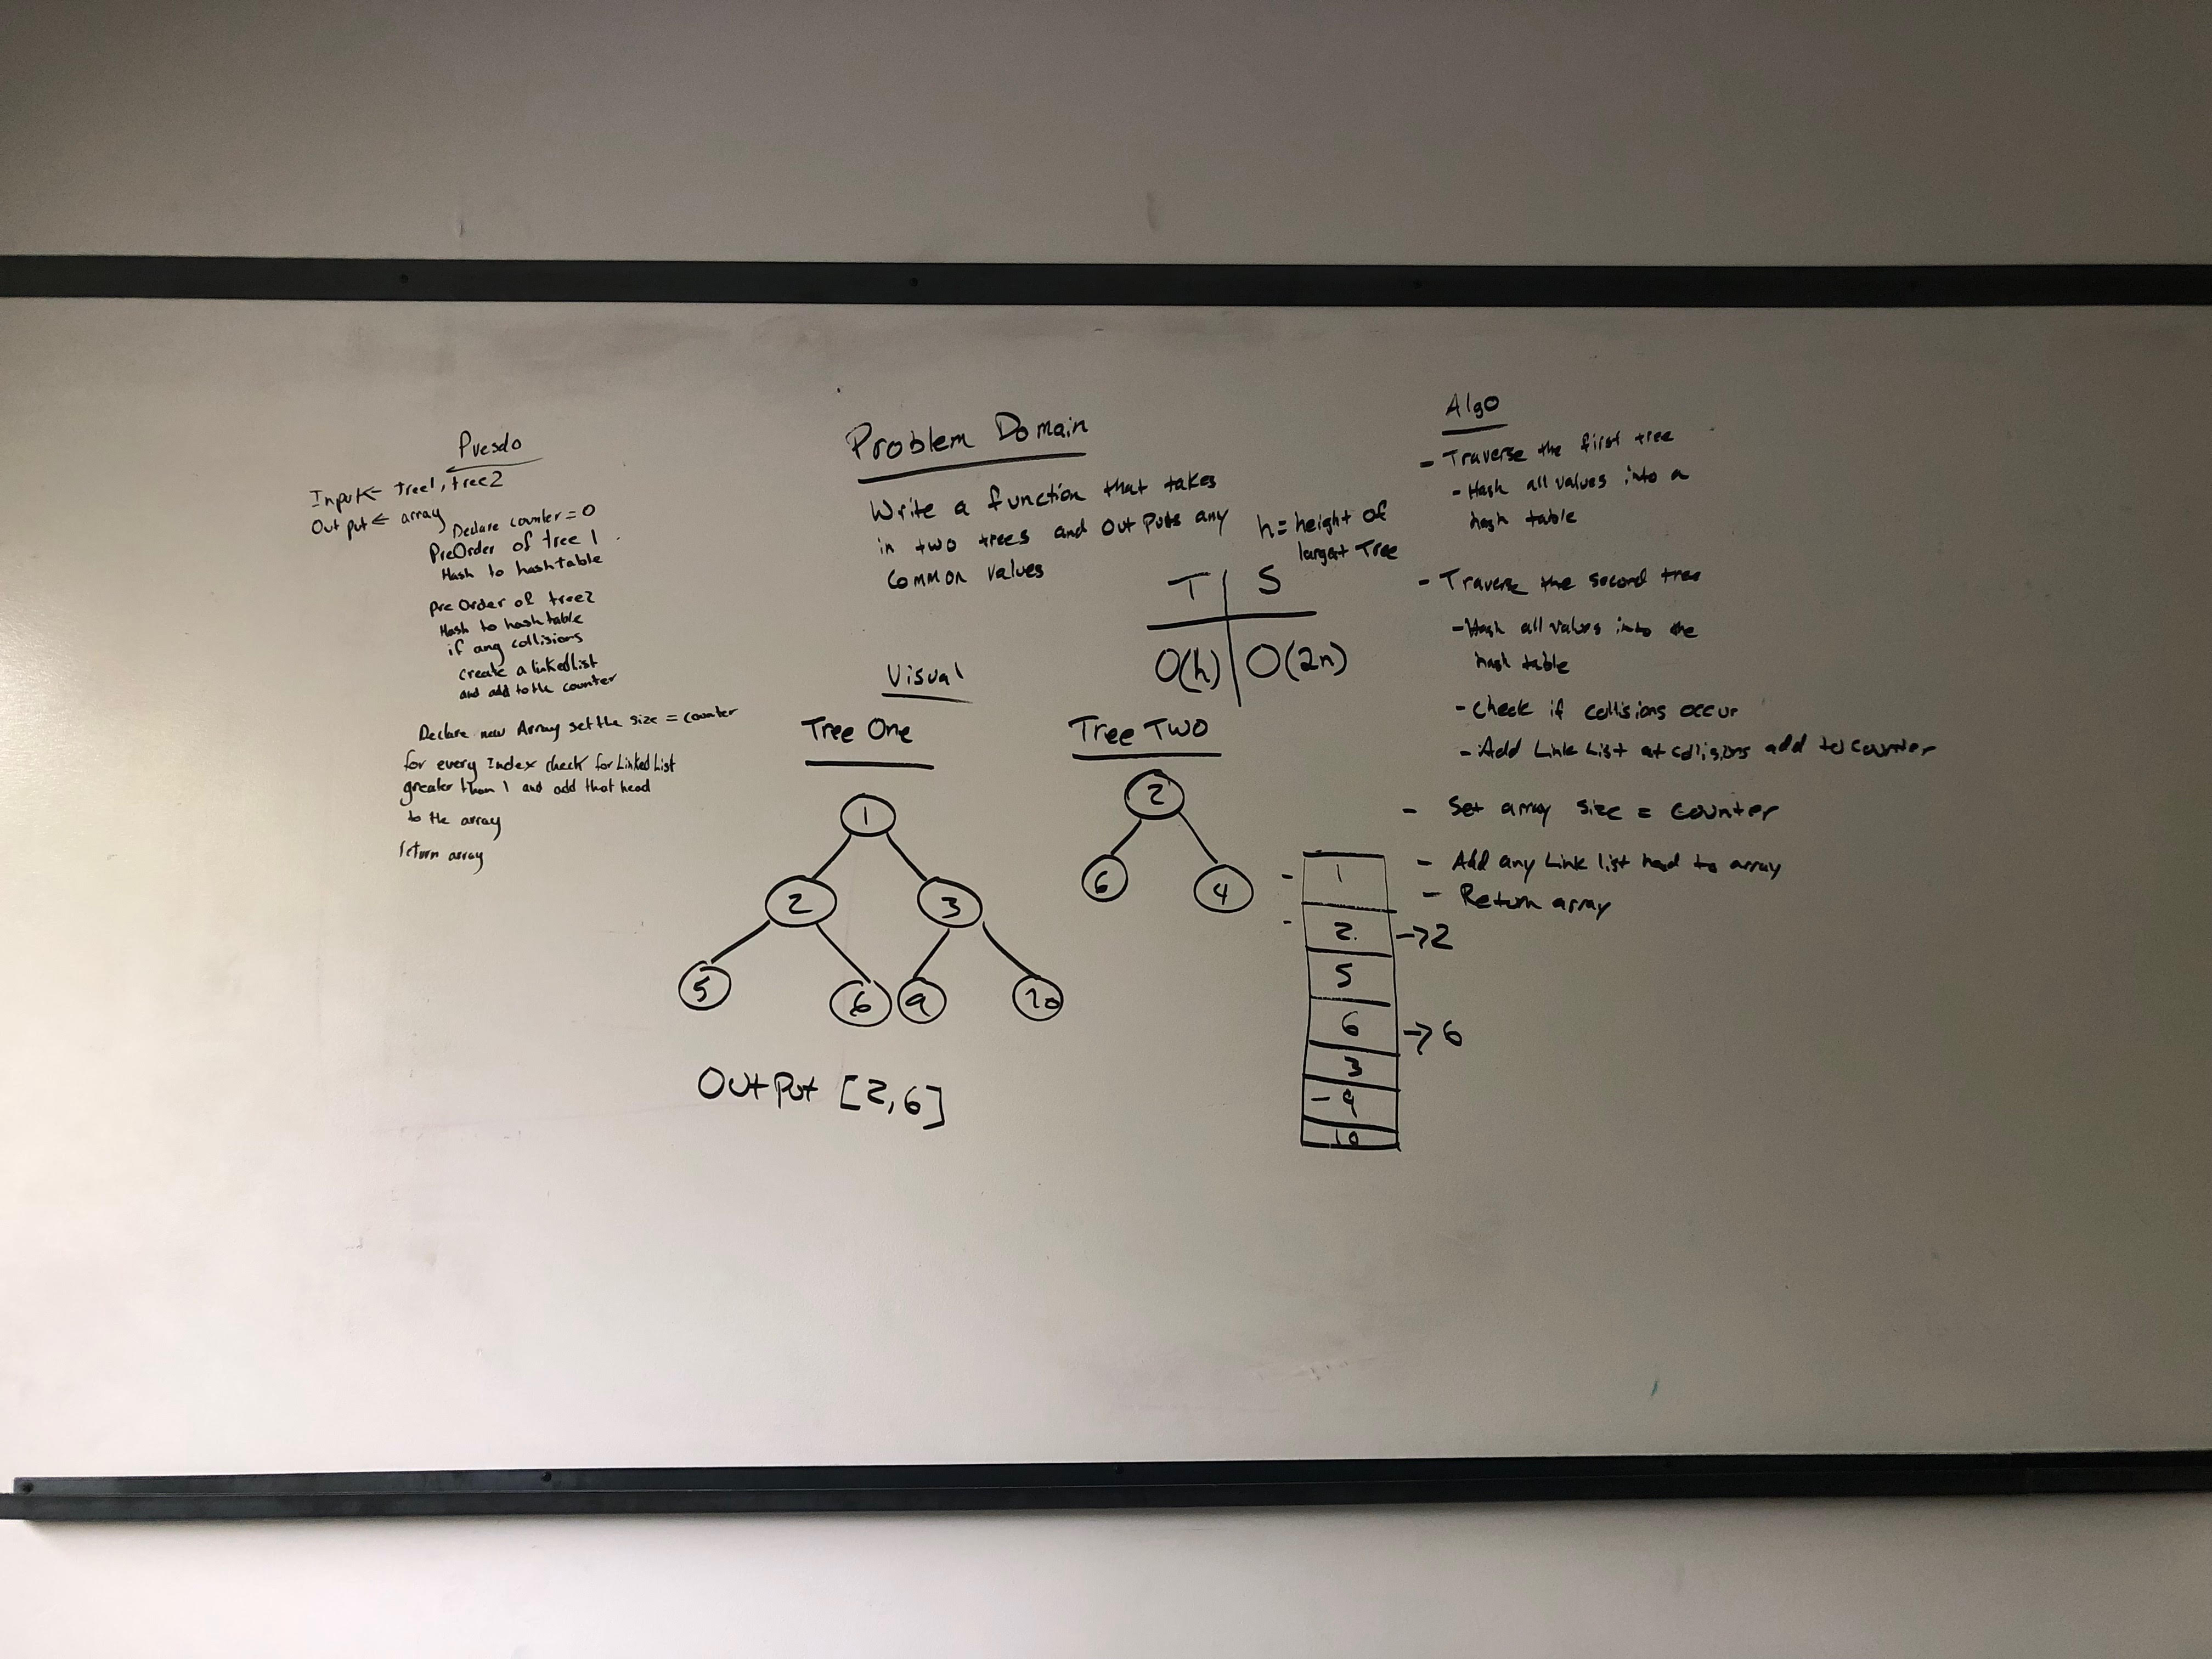 Puesdo
Input ← tree1, tree2
Output ← array
Declare counter = 0
PreOrder of tree 1
Hash to hashtable
pre Order of tree2
Hash to hashtable
if any collisions
create a linkedlist
and add to the counter
Declare new Array set the size = counter
for every Index check for Linked List
greater than 1 and add that head
to the array
return array
Problem Domain
Write a function that takes
in two trees and outputs any
common values
h = height of
largest Tree
T | S
O(h) | O(2n)
Visual
Tree One
1
2 3
5 6 9 10
Tree Two
2
6 4
Output [2,6]
1
2 → 2
5
6 → 6
3
- 9
10
Algo
- Traverse the first tree
- Hash all values into a
hash table
- Traverse the second tree
- Hash all values into the
hash table
- Check if collisions occur
- Add Link List at collisions add to counter
- Set array size = counter
- Add any Link list head to array
- Return array